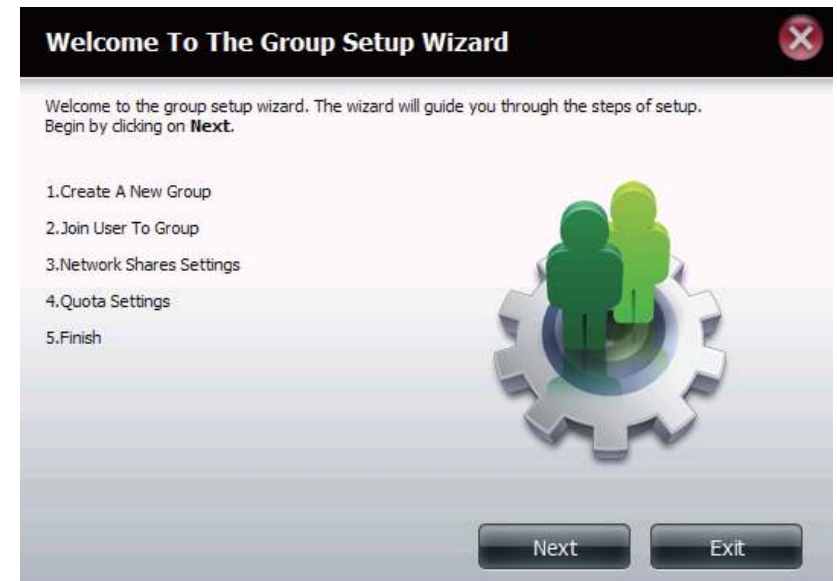 Welcome To The Group Setup Wizard
Welcome to the group setup wizard. The wizard will guide you through the steps of setup.
Begin by clicking on Next.
1.Create A New Group
2.Join User To Group
3.Network Shares Settings
4.Quota Settings
5.Finish
Next
Exit